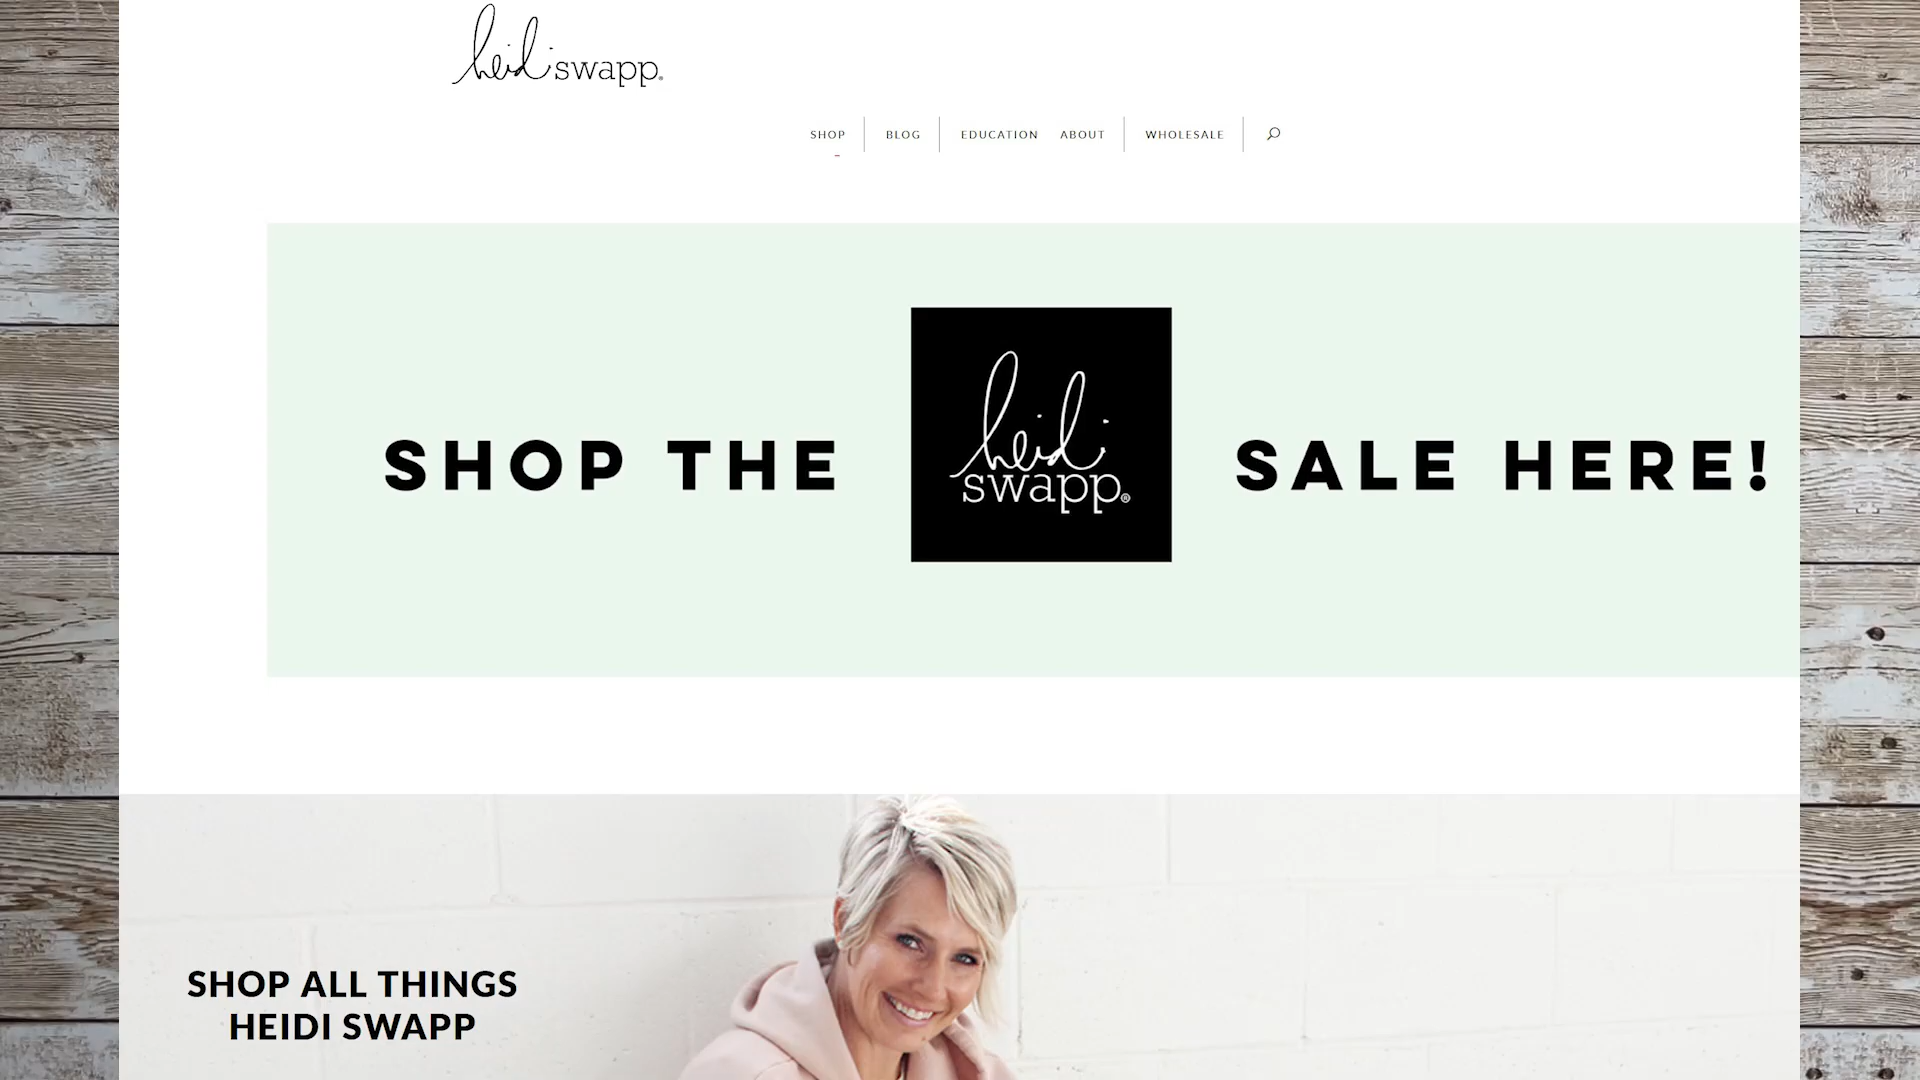 heidi swapp®
SHOP BLOG EDUCATION ABOUT WHOLESALE
SHOP THE heidi swapp® SALE HERE!
SHOP ALL THINGS
HEIDI SWAPP